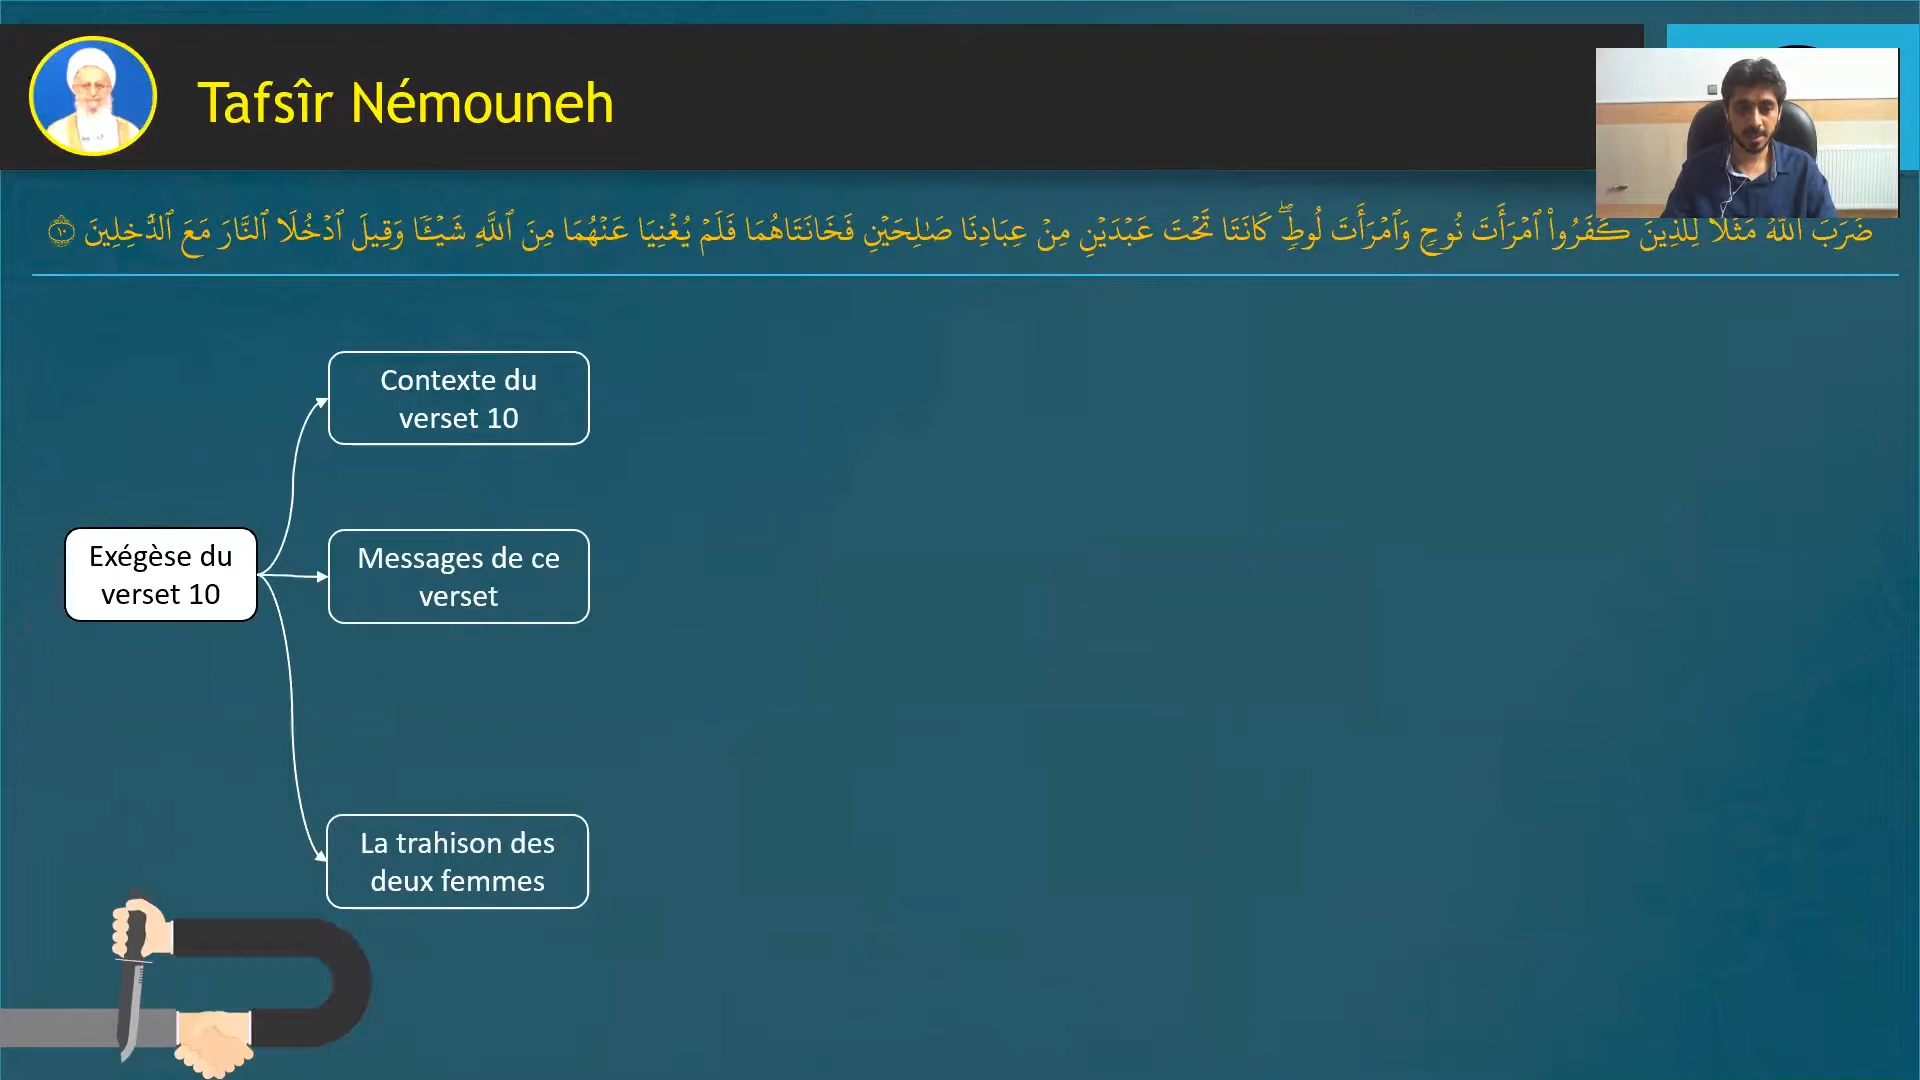 Tafsîr Némouneh
ضَرَبَ ٱللَّهُ مَثَلًا لِّلَّذِينَ كَفَرُوا۟ ٱمْرَأَتَ نُوحٍ وَٱمْرَأَتَ لُوطٍ ۖ كَانَتَا تَحْتَ عَبْدَيْنِ مِنْ عِبَادِنَا صَـٰلِحَيْنِ فَخَانَتَاهُمَا فَلَمْ يُغْنِيَا عَنْهُمَا مِنَ ٱللَّهِ شَيْـًٔا وَقِيلَ ٱدْخُلَا ٱلنَّارَ مَعَ ٱلدَّٰخِلِينَ ١٠
Contexte du
verset 10
Exégèse du
verset 10
Messages de ce
verset
La trahison des
deux femmes